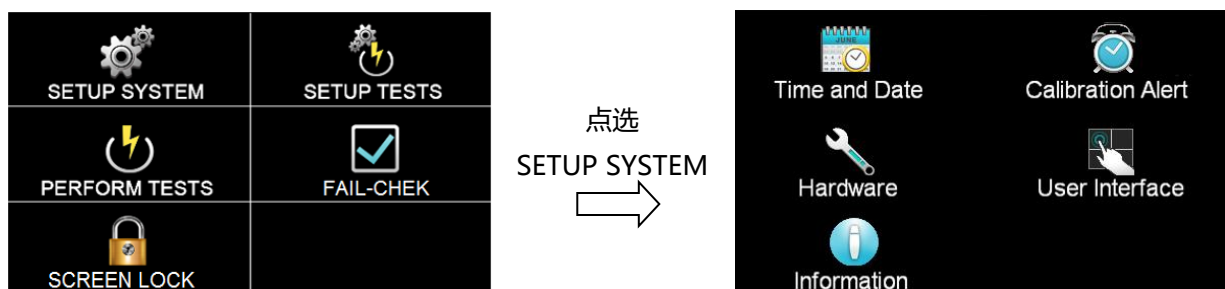 SETUP SYSTEM
SETUP TESTS
PERFORM TESTS
FAIL-CHEK
SCREEN LOCK
点选
SETUP SYSTEM
JUNE
Time and Date
Calibration Alert
Hardware
User Interface
Information